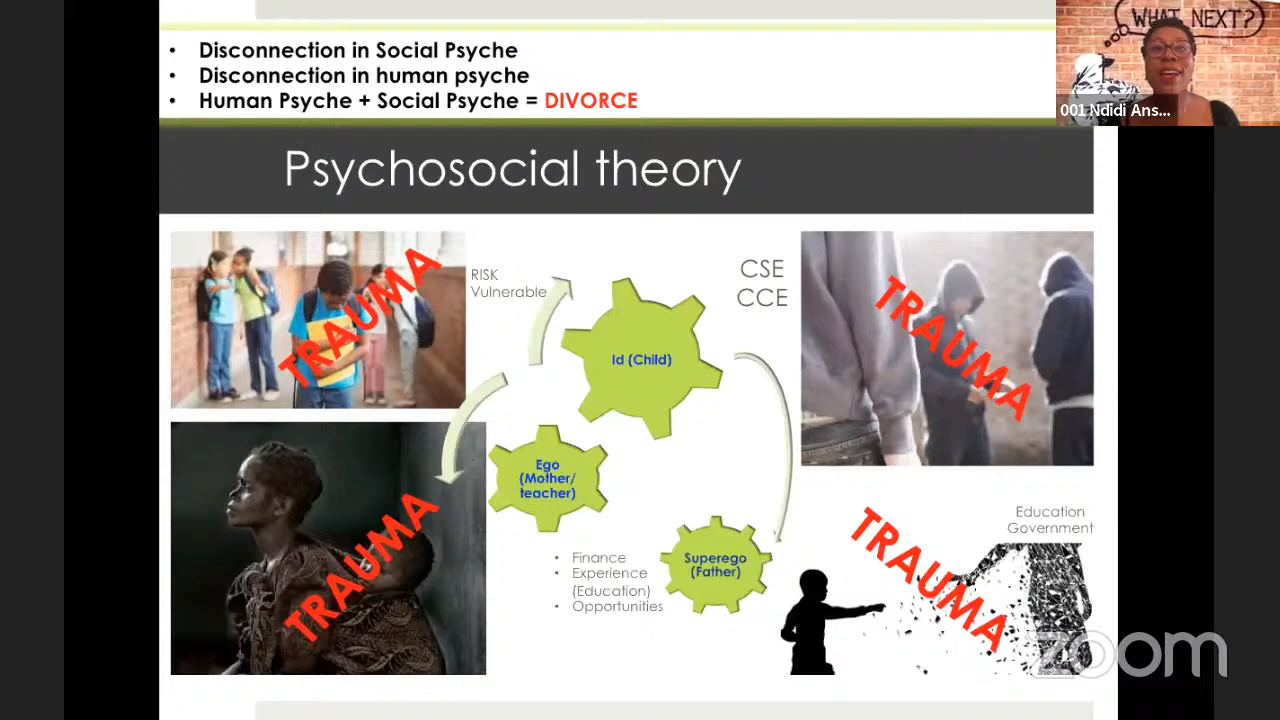 WHAT NEXT?
001 Ndidi Ans...
• Disconnection in Social Psyche
• Disconnection in human psyche
• Human Psyche + Social Psyche = DIVORCE
Psychosocial theory
TRAUMA
RISK
Vulnerable
Id (Child)
CSE
CCE
TRAUMA
TRAUMA
Ego
(Mother/
teacher)
• Finance
• Experience
(Education)
• Opportunities
Superego
(Father)
Education
Government
TRAUMA
zoom